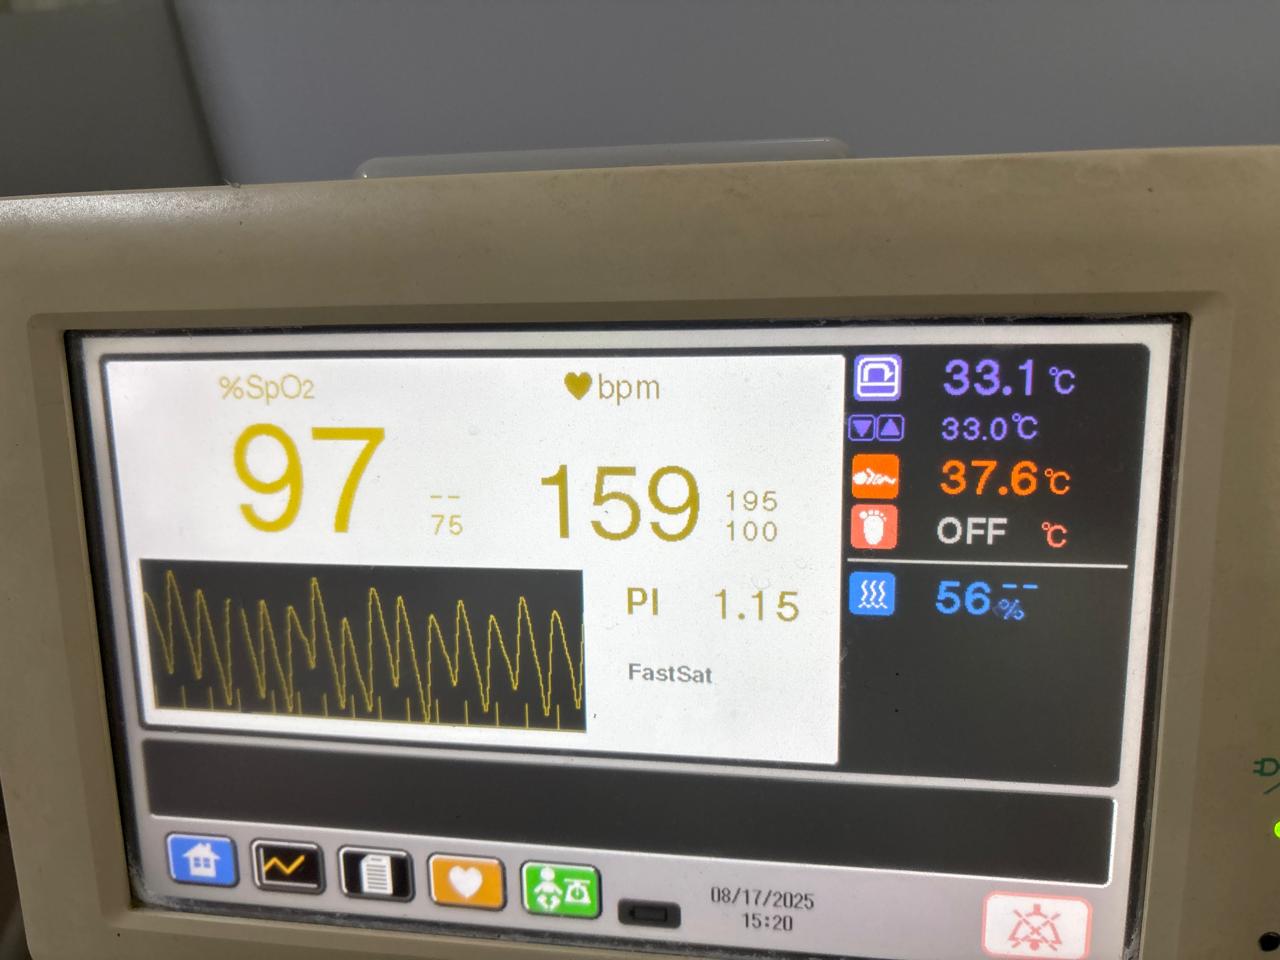 %SpO2
97
--
75
bpm
159
195
100
PI 1.15
FastSat
33.1 °C
33.0°C
37.6 °C
OFF °C
56 --
%
08/17/2025
15:20